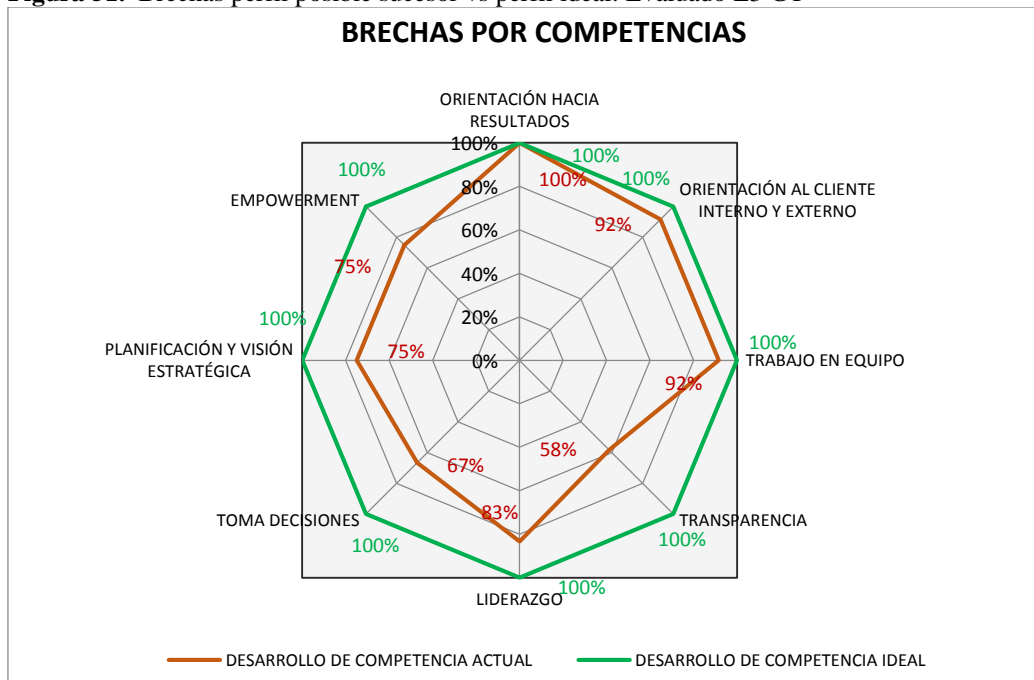 BRECHAS POR COMPETENCIAS
ORIENTACIÓN HACIA
RESULTADOS
100%
100%
100%
100%
100%
80%
60%
40%
20%
0%
EMPOWERMENT
ORIENTACIÓN AL CLIENTE
INTERNO Y EXTERNO
92%
75%
100%
PLANIFICACIÓN Y VISIÓN
ESTRATÉGICA
75%
100%
TRABAJO EN EQUIPO
92%
67%
58%
83%
TOMA DECISIONES
100%
TRANSPARENCIA
100%
LIDERAZGO
100%
DESARROLLO DE COMPETENCIA ACTUAL
DESARROLLO DE COMPETENCIA IDEAL